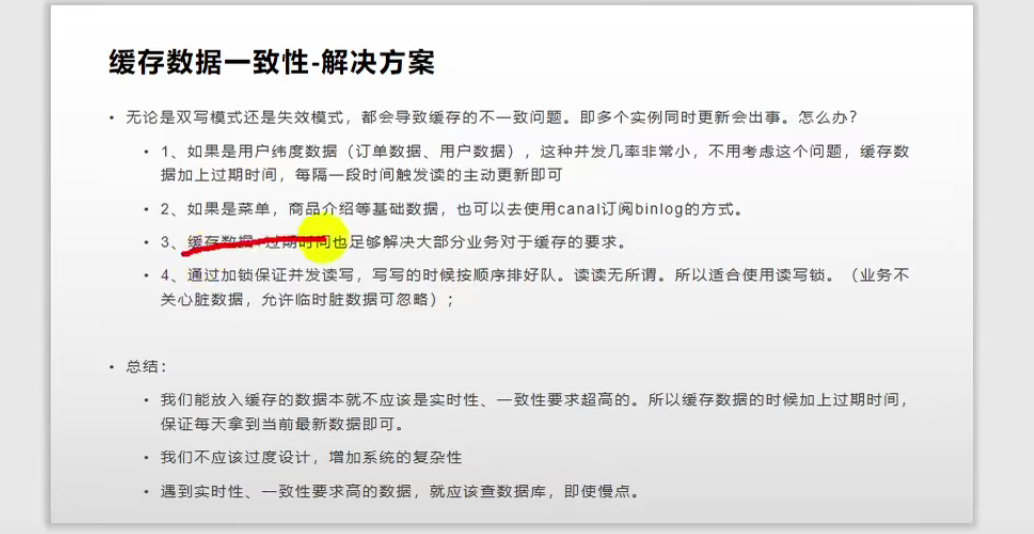 缓存数据一致性-解决方案
• 无论是双写模式还是失效模式，都会导致缓存的不一致问题。即多个实例同时更新会出事。怎么办？
• 1、如果是用户纬度数据（订单数据、用户数据），这种并发几率非常小，不用考虑这个问题，缓存数
据加上过期时间，每隔一段时间触发读的主动更新即可
• 2、如果是菜单，商品介绍等基础数据，也可以去使用canal订阅binlog的方式。
• 3、缓存数据+过期时间也足够解决大部分业务对于缓存的要求。
• 4、通过加锁保证并发读写，写写的时候按顺序排好队。读读无所谓。所以适合使用读写锁。（业务不
关心脏数据，允许临时脏数据可忽略）；
• 总结：
• 我们能放入缓存的数据本就不应该是实时性、一致性要求超高的。所以缓存数据的时候加上过期时间，
保证每天拿到当前最新数据即可。
• 我们不应该过度设计，增加系统的复杂性
• 遇到实时性、一致性要求高的数据，就应该查数据库，即使慢点。